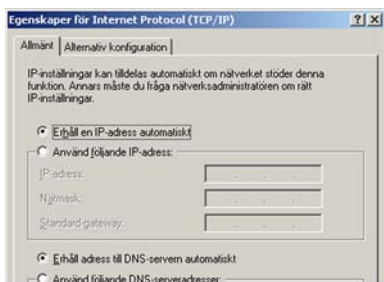 Egenskaper för Internet Protocol (TCP/IP)
Allmänt
Alternativ konfiguration
IP-inställningar kan tilldelas automatiskt om nätverket stöder denna
funktion. Annars måste du fråga nätverksadministratören om rätt
IP-inställningar.
Erhåll en IP-adress automatiskt
Använd följande IP-adress:
IP-adress:
Nätmask:
Standard-gateway:
Erhåll adress till DNS-servern automatiskt
Använd följande DNS-serveradresser: